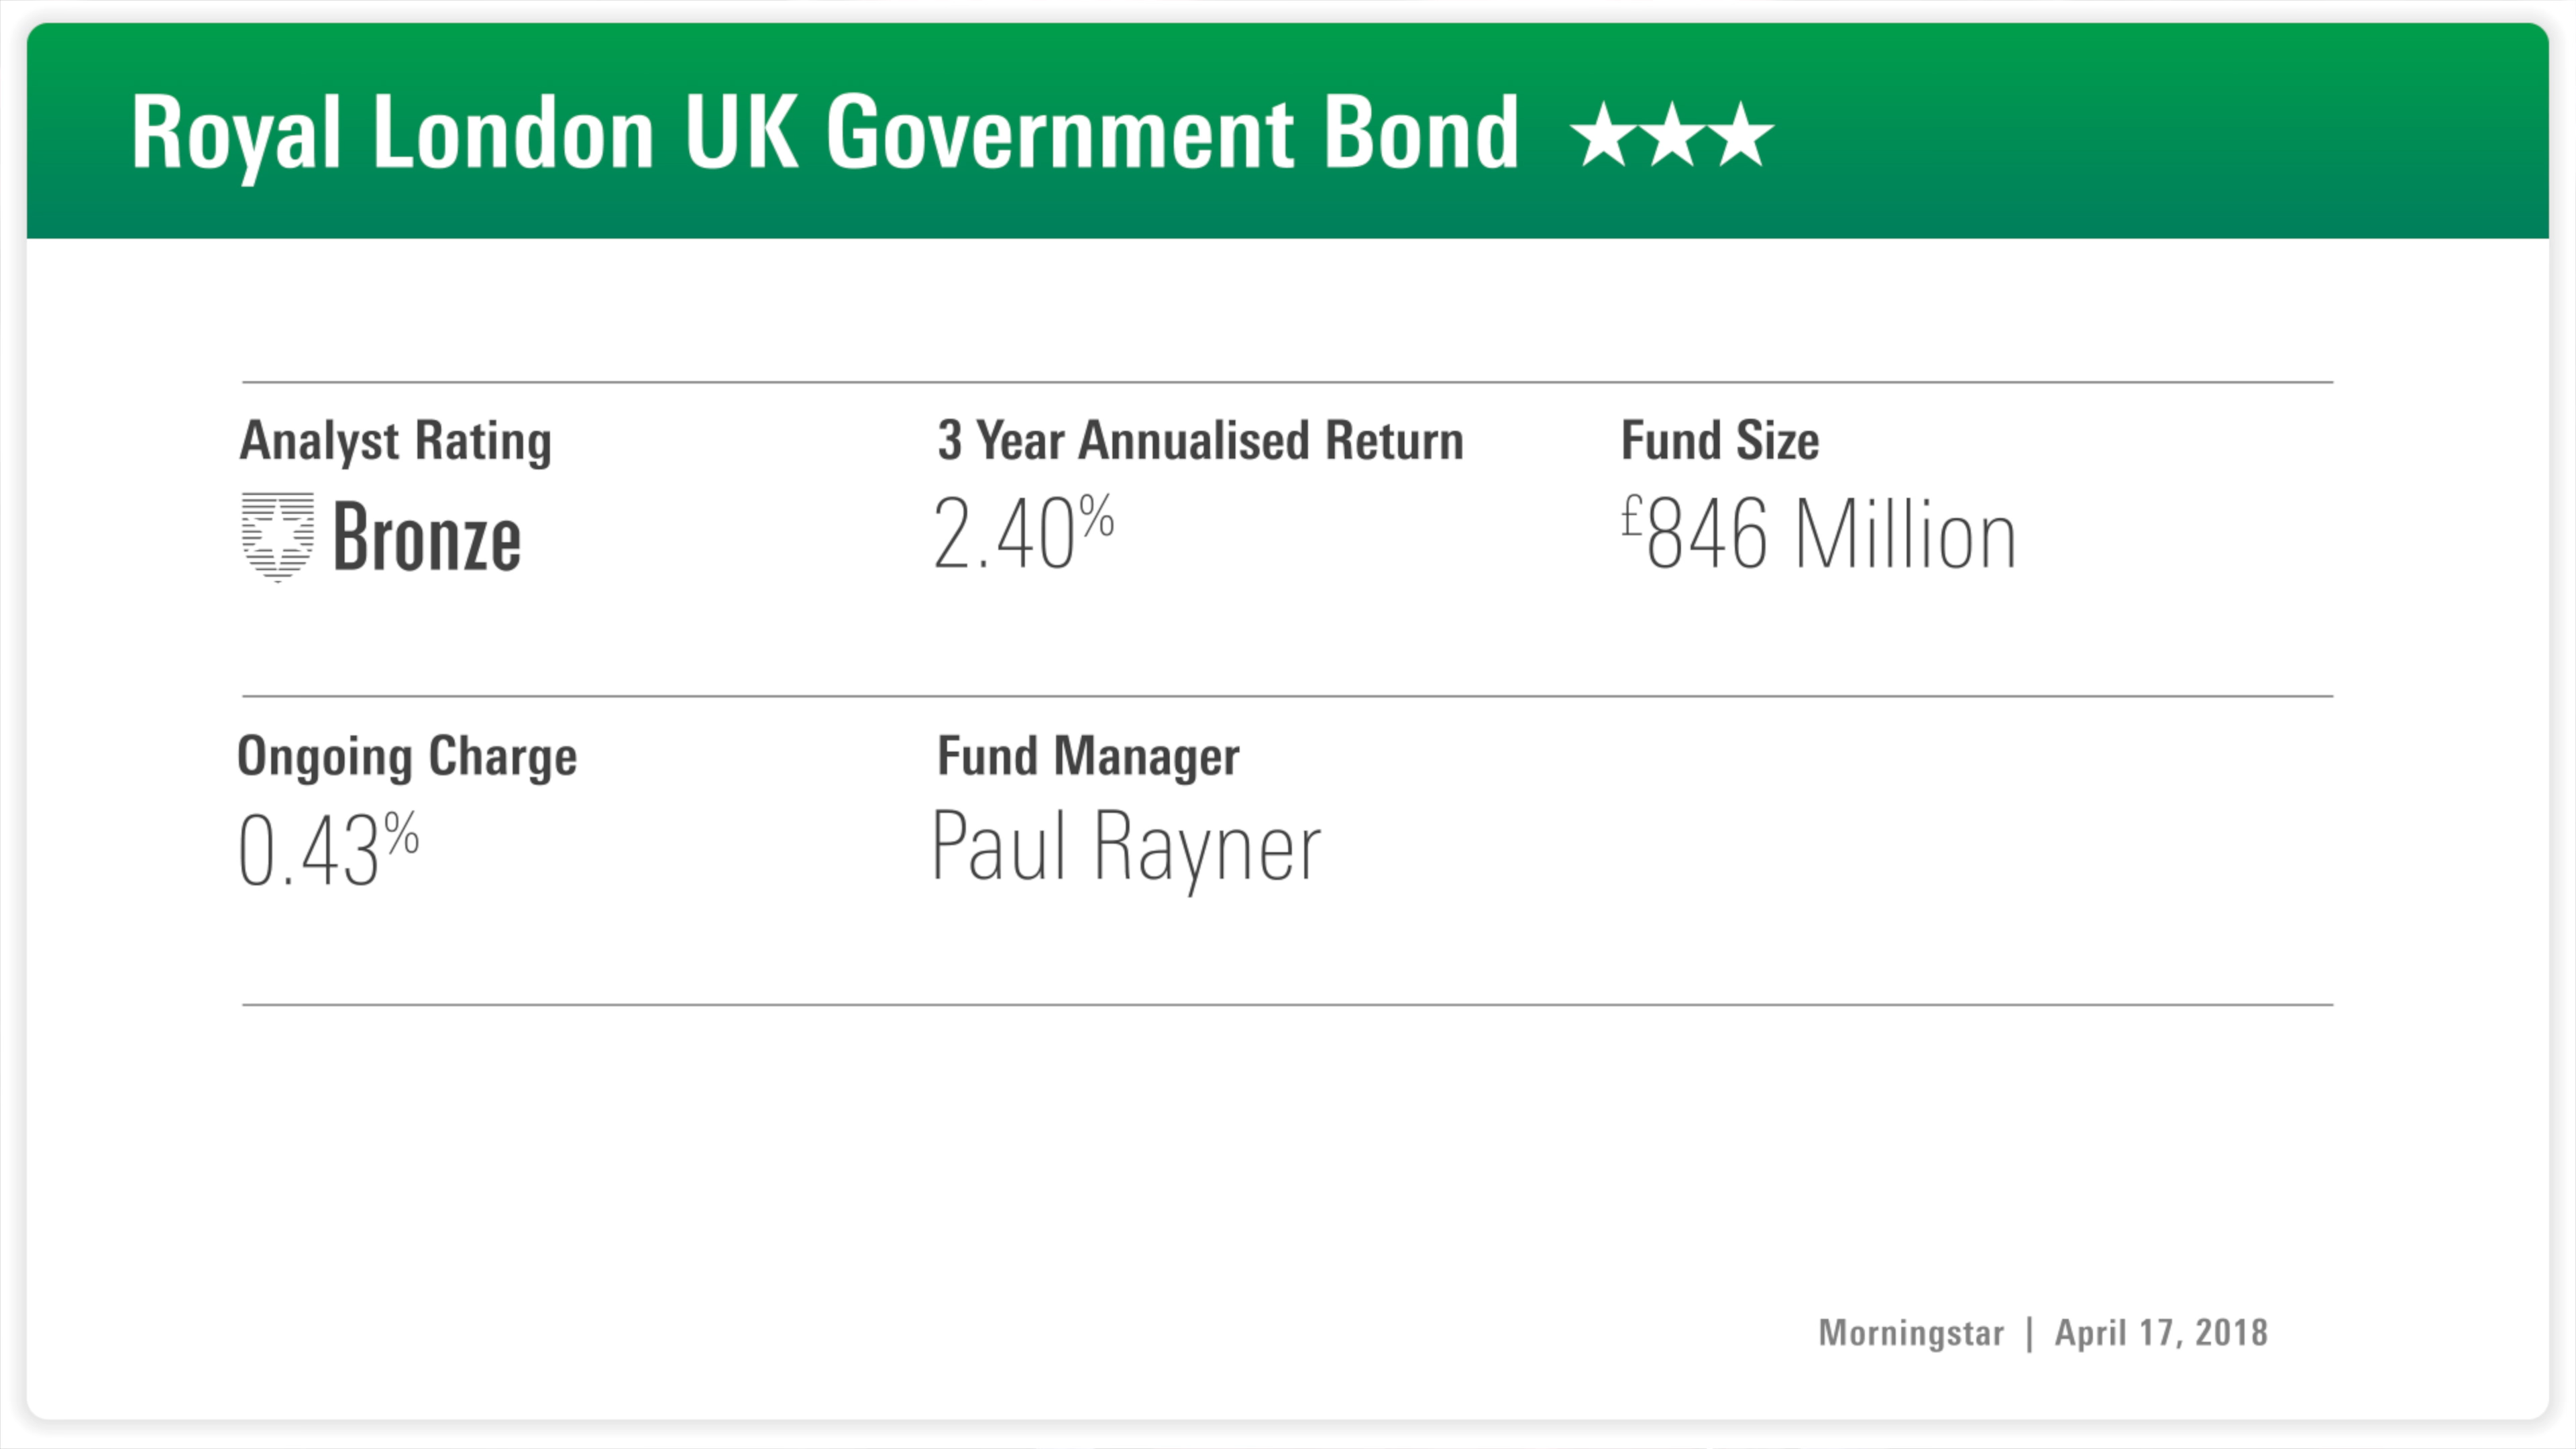 Royal London UK Government Bond ★★★
Analyst Rating
Bronze
3 Year Annualised Return
2.40%
Fund Size
£846 Million
Ongoing Charge
0.43%
Fund Manager
Paul Rayner
Morningstar | April 17, 2018